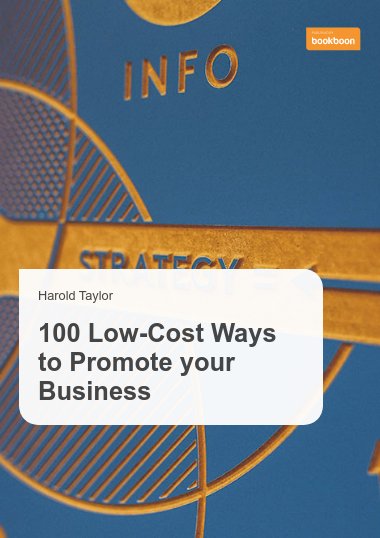 INFO
bookboon
STRATEGY
Harold Taylor
100 Low-Cost Ways
to Promote your
Business